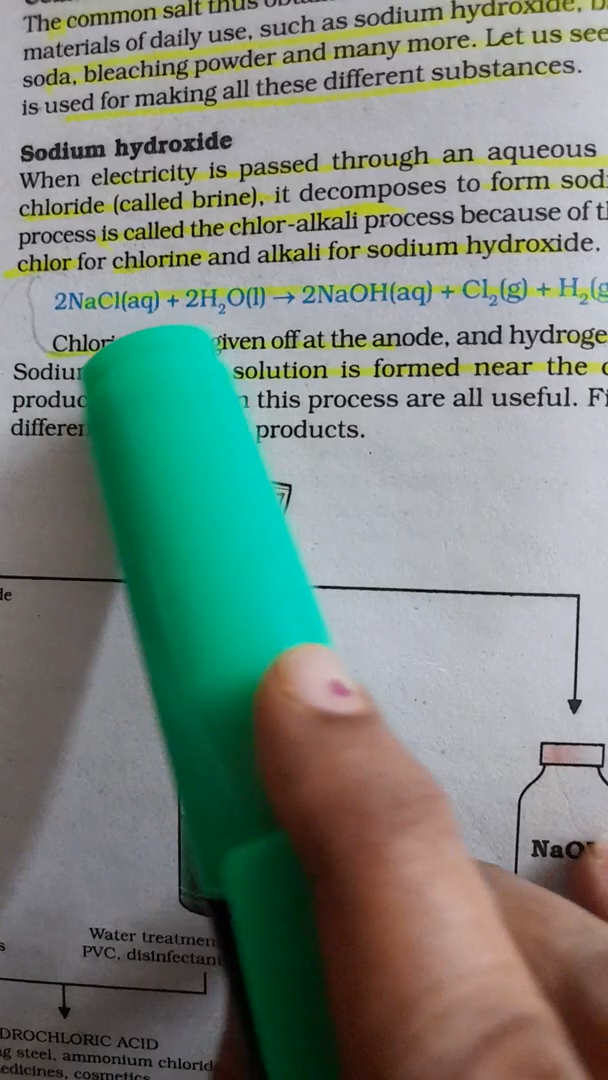 The common salt thus
materials of daily use, such as sodium hydroxide,
soda, bleaching powder and many more. Let us see
is used for making all these different substances.
Sodium hydroxide
When electricity is passed through an aqueous
chloride (called brine), it decomposes to form sod
process is called the chlor-alkali process because of t
chlor for chlorine and alkali for sodium hydroxide.
2NaCl(aq) + 2H₂O(l) → 2NaOH(aq) + Cl₂(g) + H₂(g
Chlori given off at the anode, and hydroge
Sodiu solution is formed near the
produc this process are all useful. Fi
differen products.
de
NaO
Water treatmen
PVC, disinfectan
s
DROCHLORIC ACID
g steel, ammonium chlorid
edicines, cosmetics